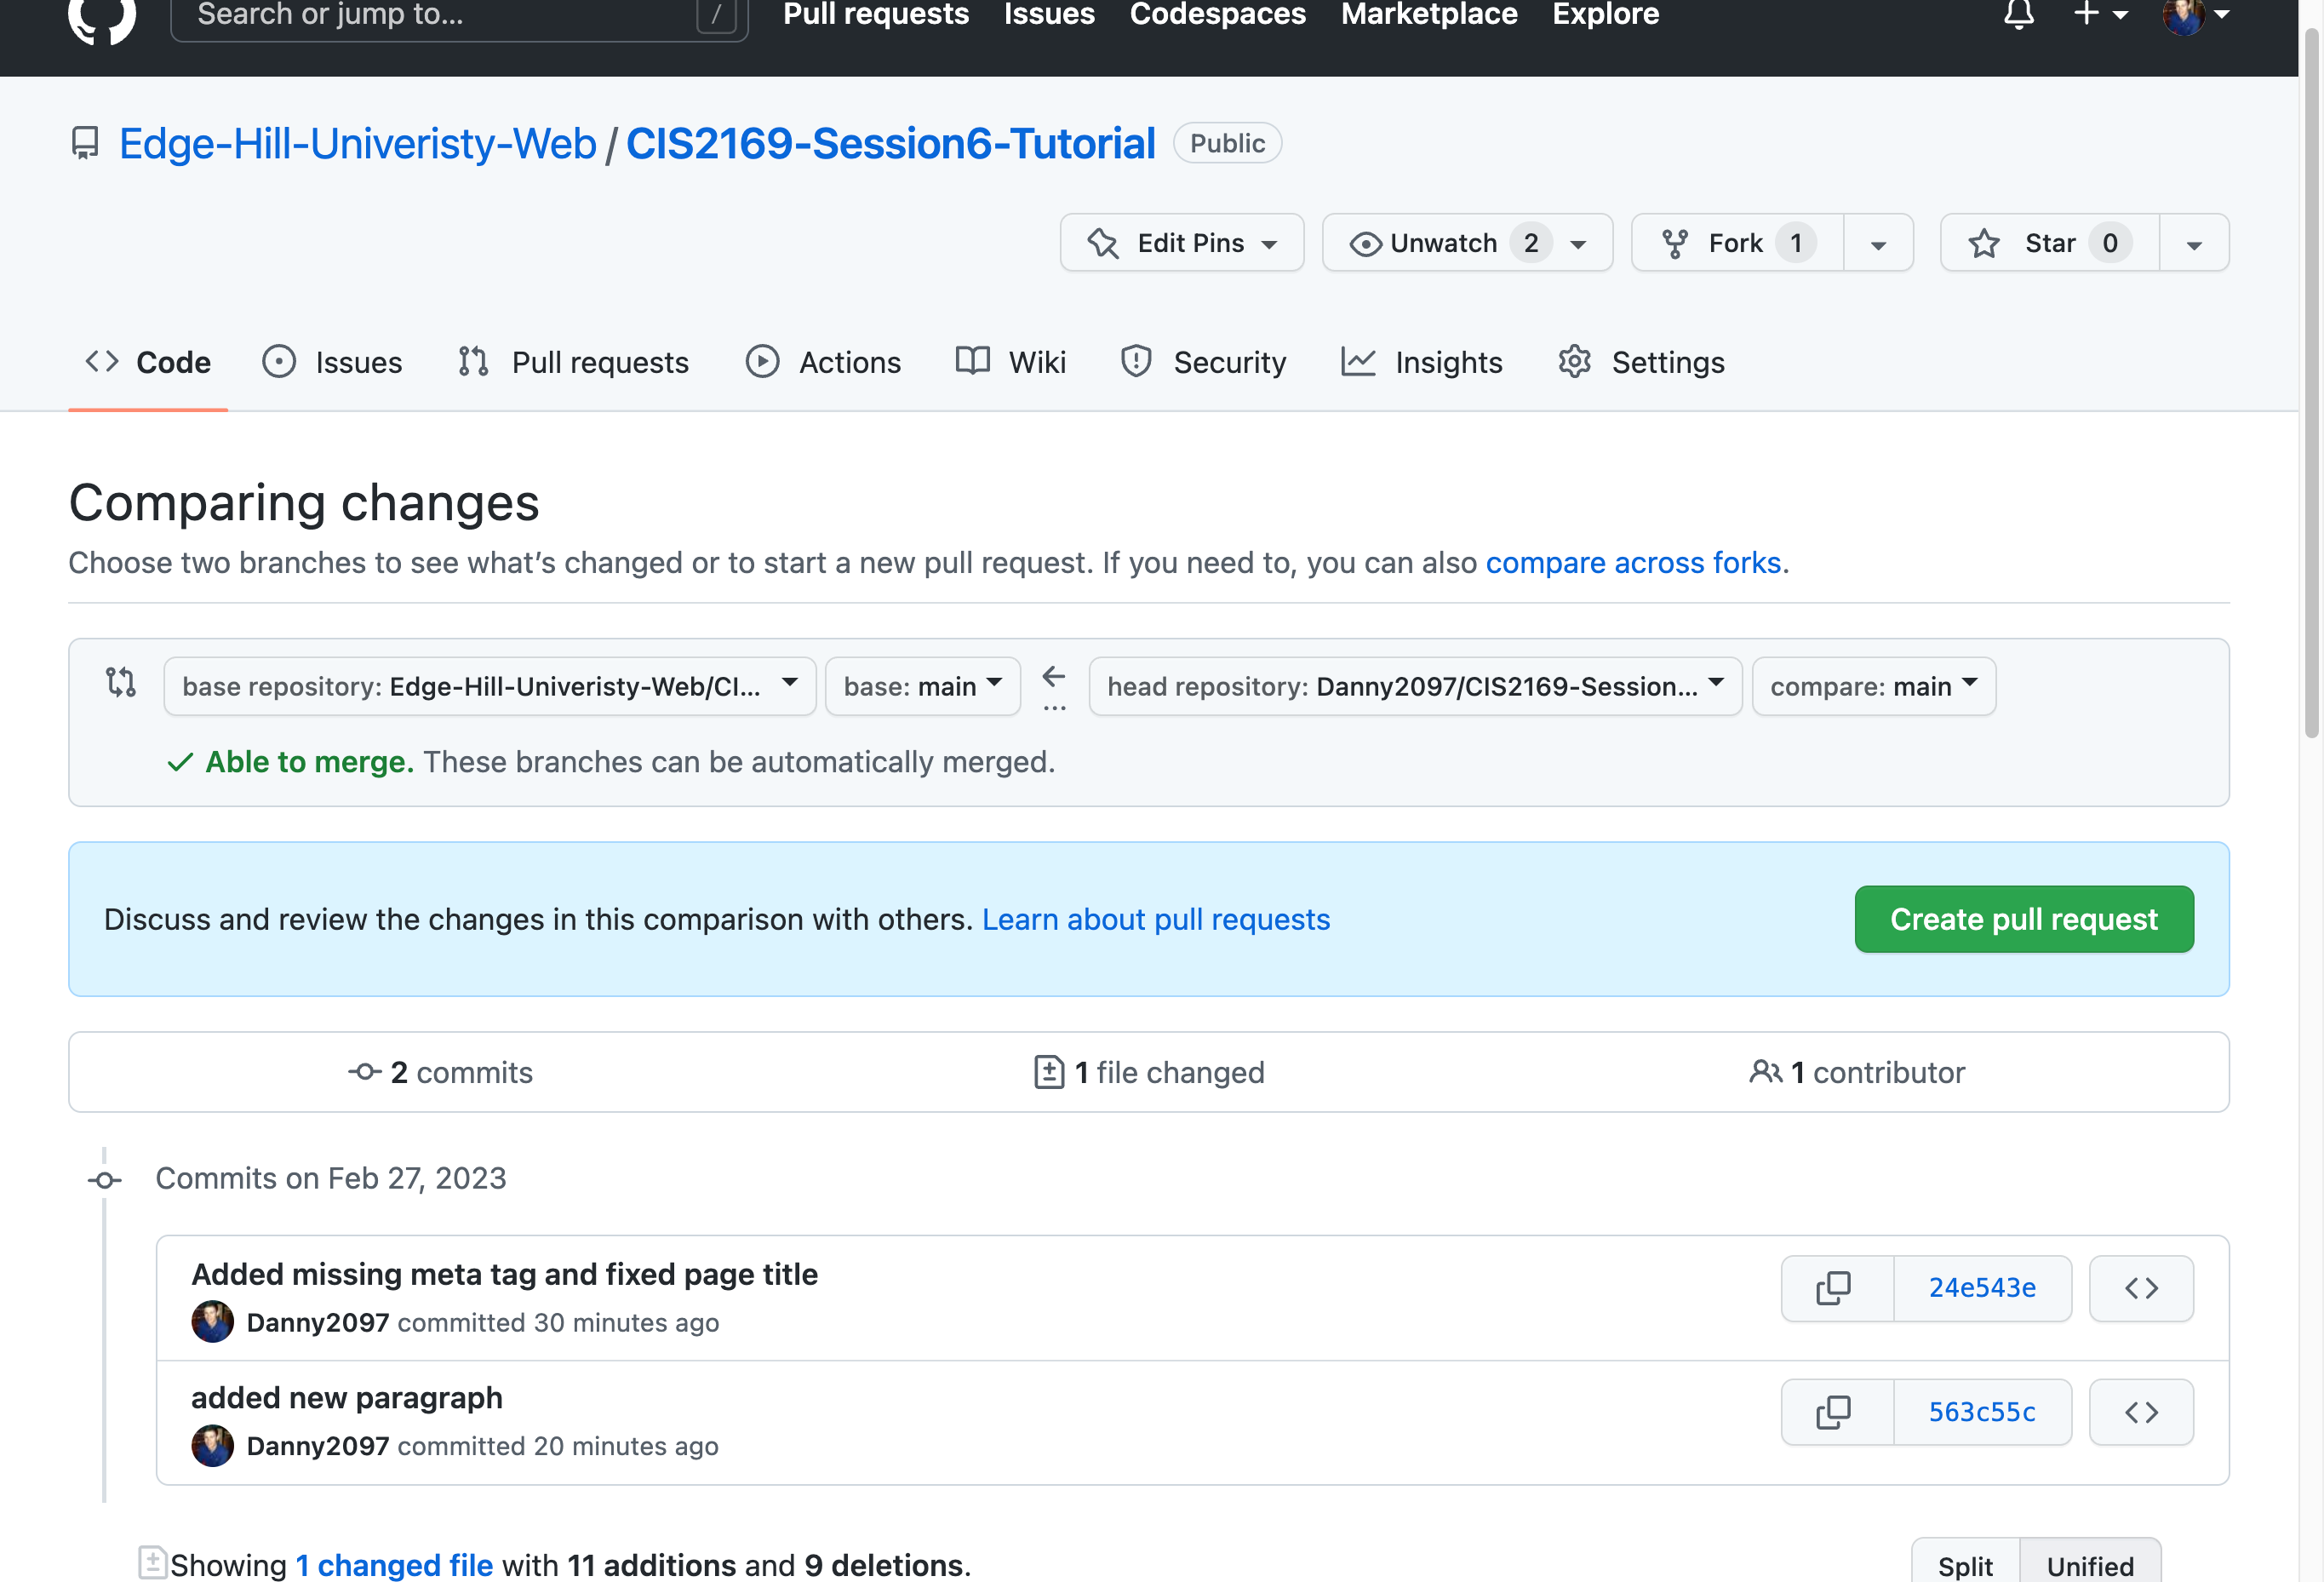 Search or jump to... /
Pull requests Issues Codespaces Marketplace Explore
Edge-Hill-Univeristy-Web / CIS2169-Session6-Tutorial Public
Edit Pins Unwatch 2 Fork 1 Star 0
Code Issues Pull requests Actions Wiki Security Insights Settings
Comparing changes
Choose two branches to see what’s changed or to start a new pull request. If you need to, you can also compare across forks.
base repository: Edge-Hill-Univeristy-Web/CI... base: main ... head repository: Danny2097/CIS2169-Session... compare: main
Able to merge. These branches can be automatically merged.
Discuss and review the changes in this comparison with others. Learn about pull requests Create pull request
2 commits 1 file changed 1 contributor
Commits on Feb 27, 2023
Added missing meta tag and fixed page title
Danny2097 committed 30 minutes ago
24e543e
added new paragraph
Danny2097 committed 20 minutes ago
563c55c
Showing 1 changed file with 11 additions and 9 deletions.
Split Unified